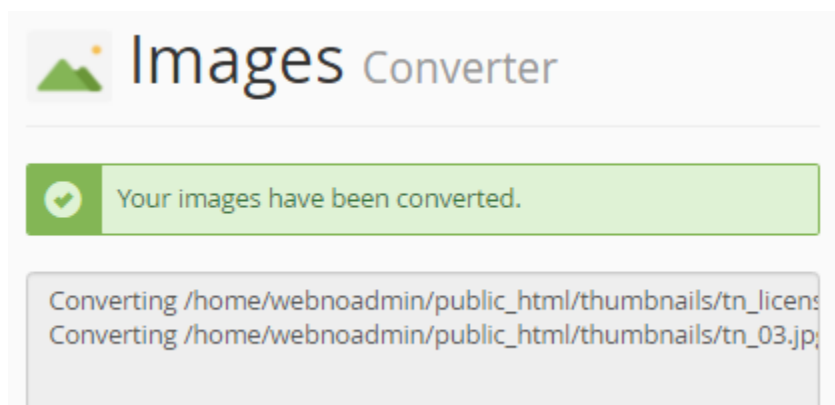 Images Converter
Your images have been converted.
Converting /home/webnoadmin/public_html/thumbnails/tn_licens
Converting /home/webnoadmin/public_html/thumbnails/tn_03.jpg